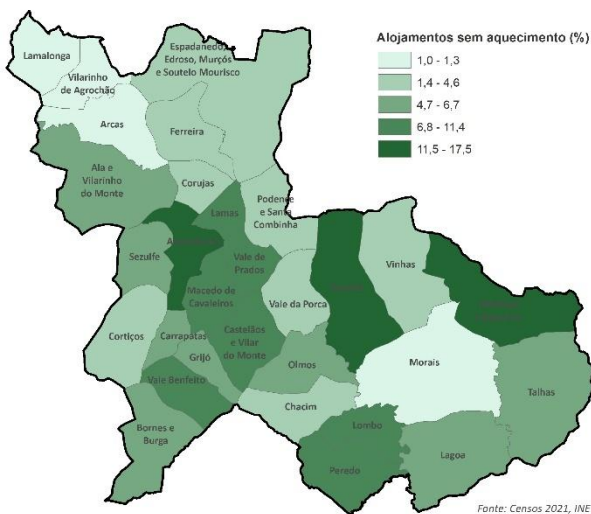 Alojamentos sem aquecimento (%)
1,0 - 1,3
1,4 - 4,6
4,7 - 6,7
6,8 - 11,4
11,5 - 17,5
Lamalonga
Vilarinho
de Agrochão
Espadanedo,
Edroso, Murçós
e Soutelo Mourisco
Arcas
Ferreira
Ala e
Vilarinho
do Monte
Corujas
Lamas
Podence
e Santa
Combinha
Sezulfe
Vale de
Prados
Vinhas
Macedo de
Cavaleiros
Vale da Porca
Cortiços
Carrapatas
Castelãos
e Vilar
do Monte
Grijó
Olmos
Morais
Vale Benfeito
Talhas
Chacim
Bornes e
Burga
Lombo
Peredo
Lagoa
Fonte: Censos 2021, INE